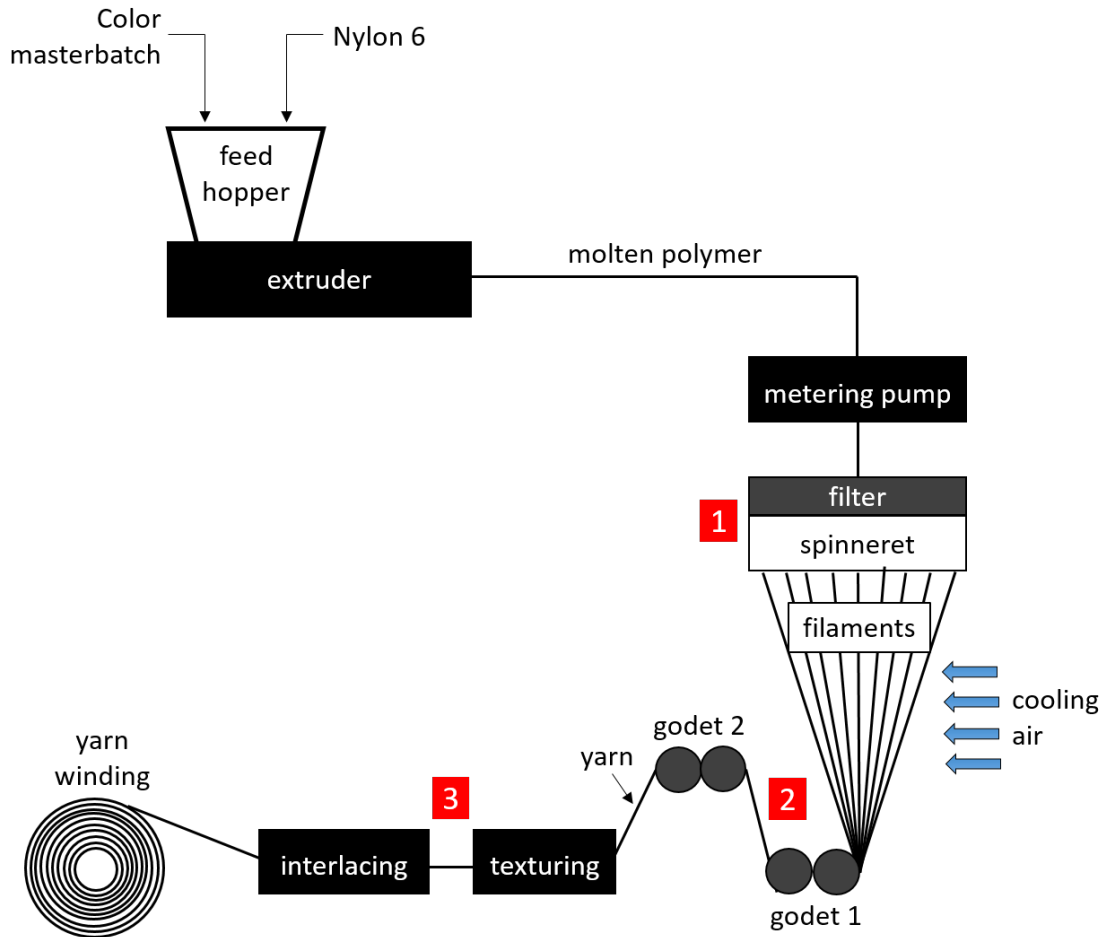 Color
masterbatch
Nylon 6
feed
hopper
extruder
molten polymer
metering pump
1
filter
spinneret
filaments
cooling
air
godet 2
yarn
2
godet 1
yarn
winding
3
interlacing
texturing